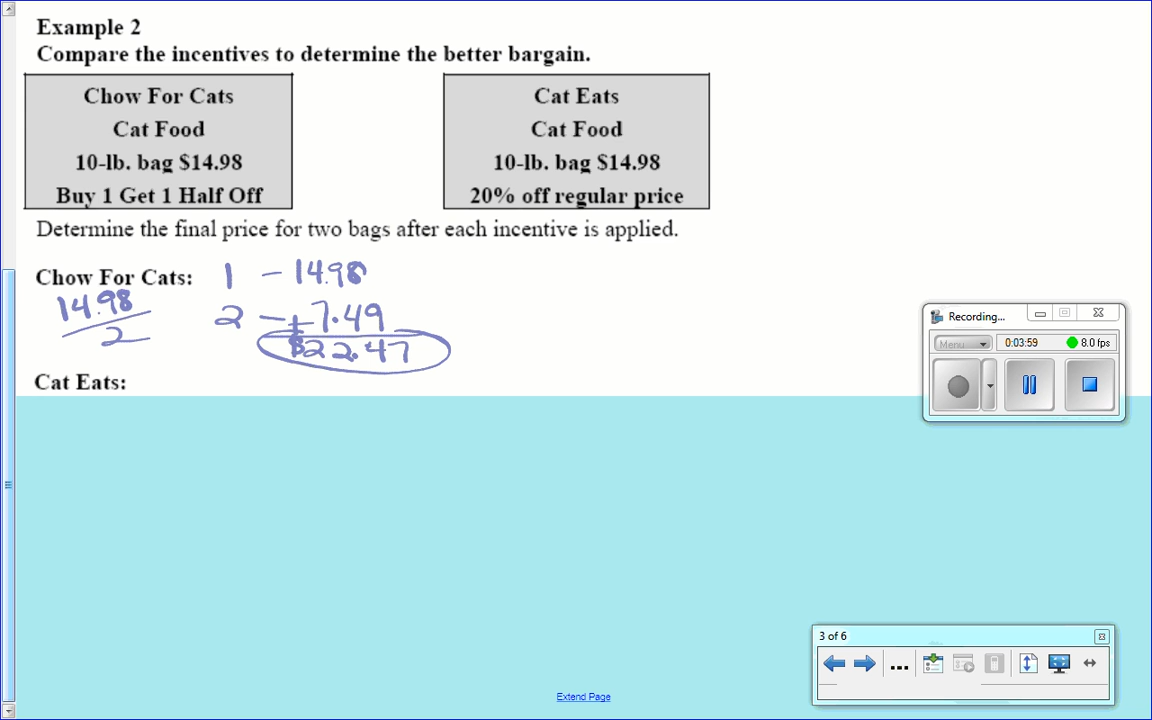 Example 2
Compare the incentives to determine the better bargain.
Chow For Cats
Cat Food
10-lb. bag $14.98
Buy 1 Get 1 Half Off
Cat Eats
Cat Food
10-lb. bag $14.98
20% off regular price
Determine the final price for two bags after each incentive is applied.
Chow For Cats: 1 - 14.98
14.98
2
2 - + 7.49
$22.47
Cat Eats:
Recording...
Menu 0:03:59 8.0 fps
3 of 6
...
Extend Page